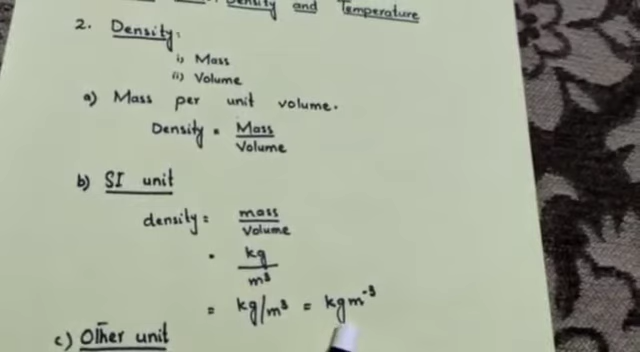 Density and Temperature
2. Density:
i) Mass
ii) Volume
a) Mass per unit volume.
Density = Mass
Volume
b) SI unit
density = mass
Volume
= kg
m³
= kg/m³ = kgm⁻³
c) Other unit